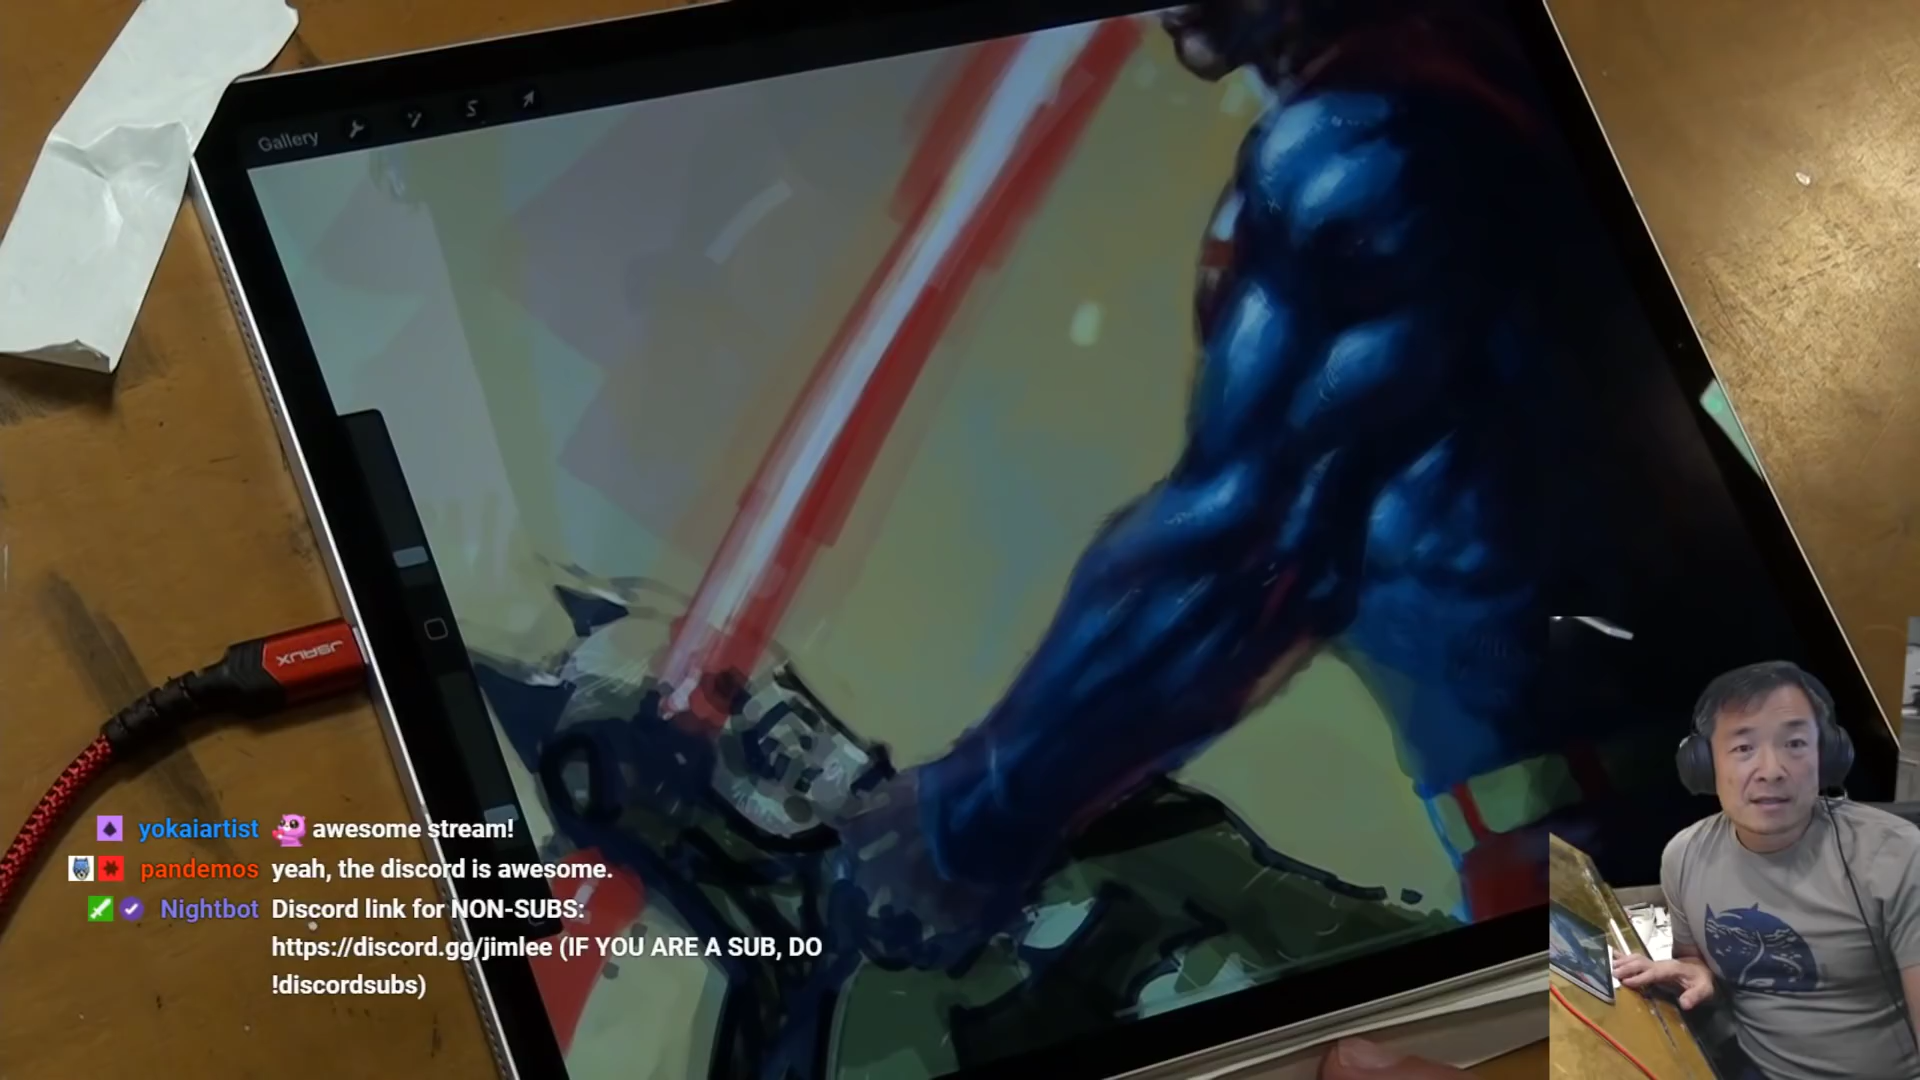 Gallery
JSAUX
yokaiartist awesome stream!
pandemos yeah, the discord is awesome.
Nightbot Discord link for NON-SUBS:
https://discord.gg/jimlee (IF YOU ARE A SUB, DO
!discordsubs)